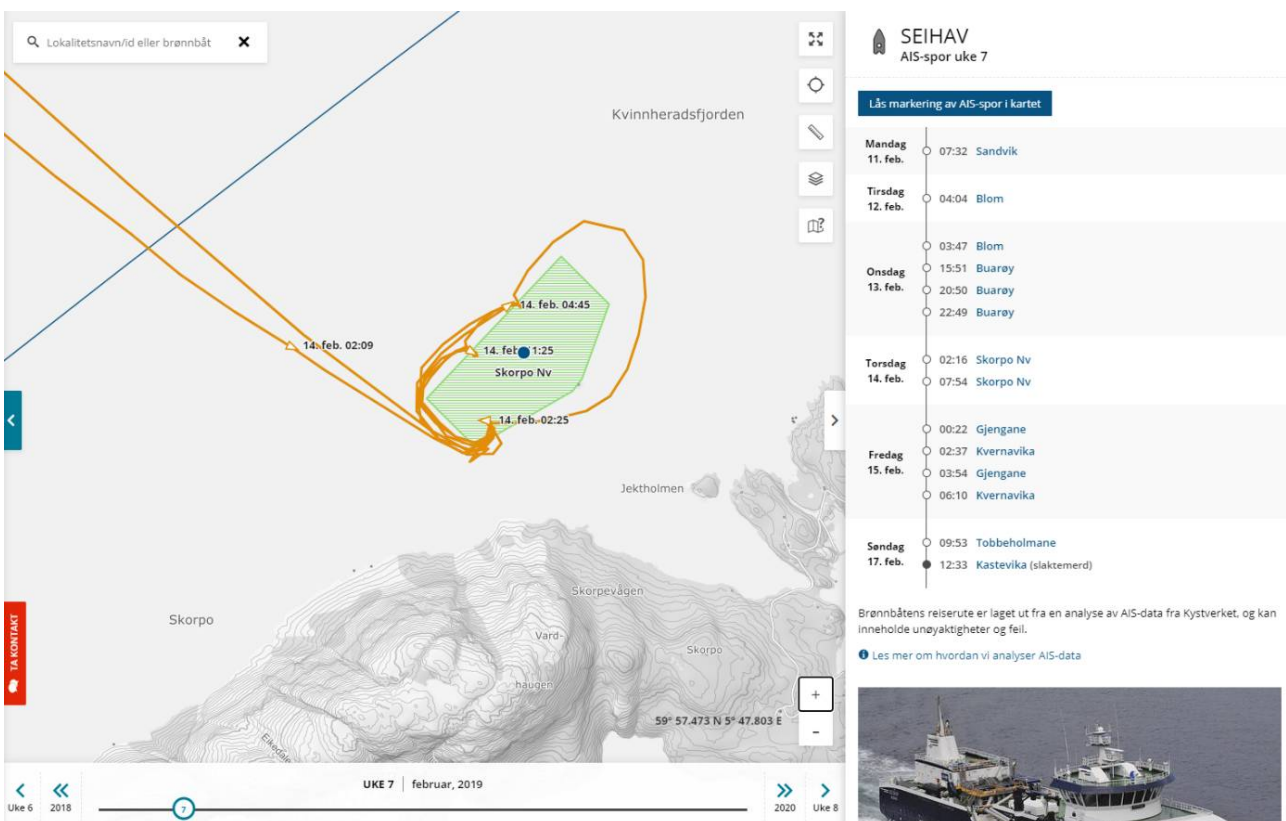 Lokalitetsnavn/id eller brønnbåt
Kvinnheradsfjorden
14. feb. 04:45
14. feb. 02:09
Skorpo Nv
14. feb. 02:25
Jektholmen
Skorpevågen
Skorpo
Vard-
haugen
Skorpo
59° 57.473 N 5° 47.803 E
TA KONTAKT
UKE 7 februar, 2019
Uke 6 2018 7 2020 Uke 8
SEIHAV
AIS-spor uke 7
Lås markering av AIS-spor i kartet
Mandag
11. feb.
07:32 Sandvik
Tirsdag
12. feb.
04:04 Blom
Onsdag
13. feb.
03:47 Blom
15:51 Buarøy
20:50 Buarøy
22:49 Buarøy
Torsdag
14. feb.
02:16 Skorpo Nv
07:54 Skorpo Nv
Fredag
15. feb.
00:22 Gjengane
02:37 Kvernavika
03:54 Gjengane
06:10 Kvernavika
Søndag
17. feb.
09:53 Tobbeholmane
12:33 Kastevika (slaktemerd)
Brønnbåtens reiserute er laget ut fra en analyse av AIS-data fra Kystverket, og kan
inneholde unøyaktigheter og feil.
Les mer om hvordan vi analyser AIS-data